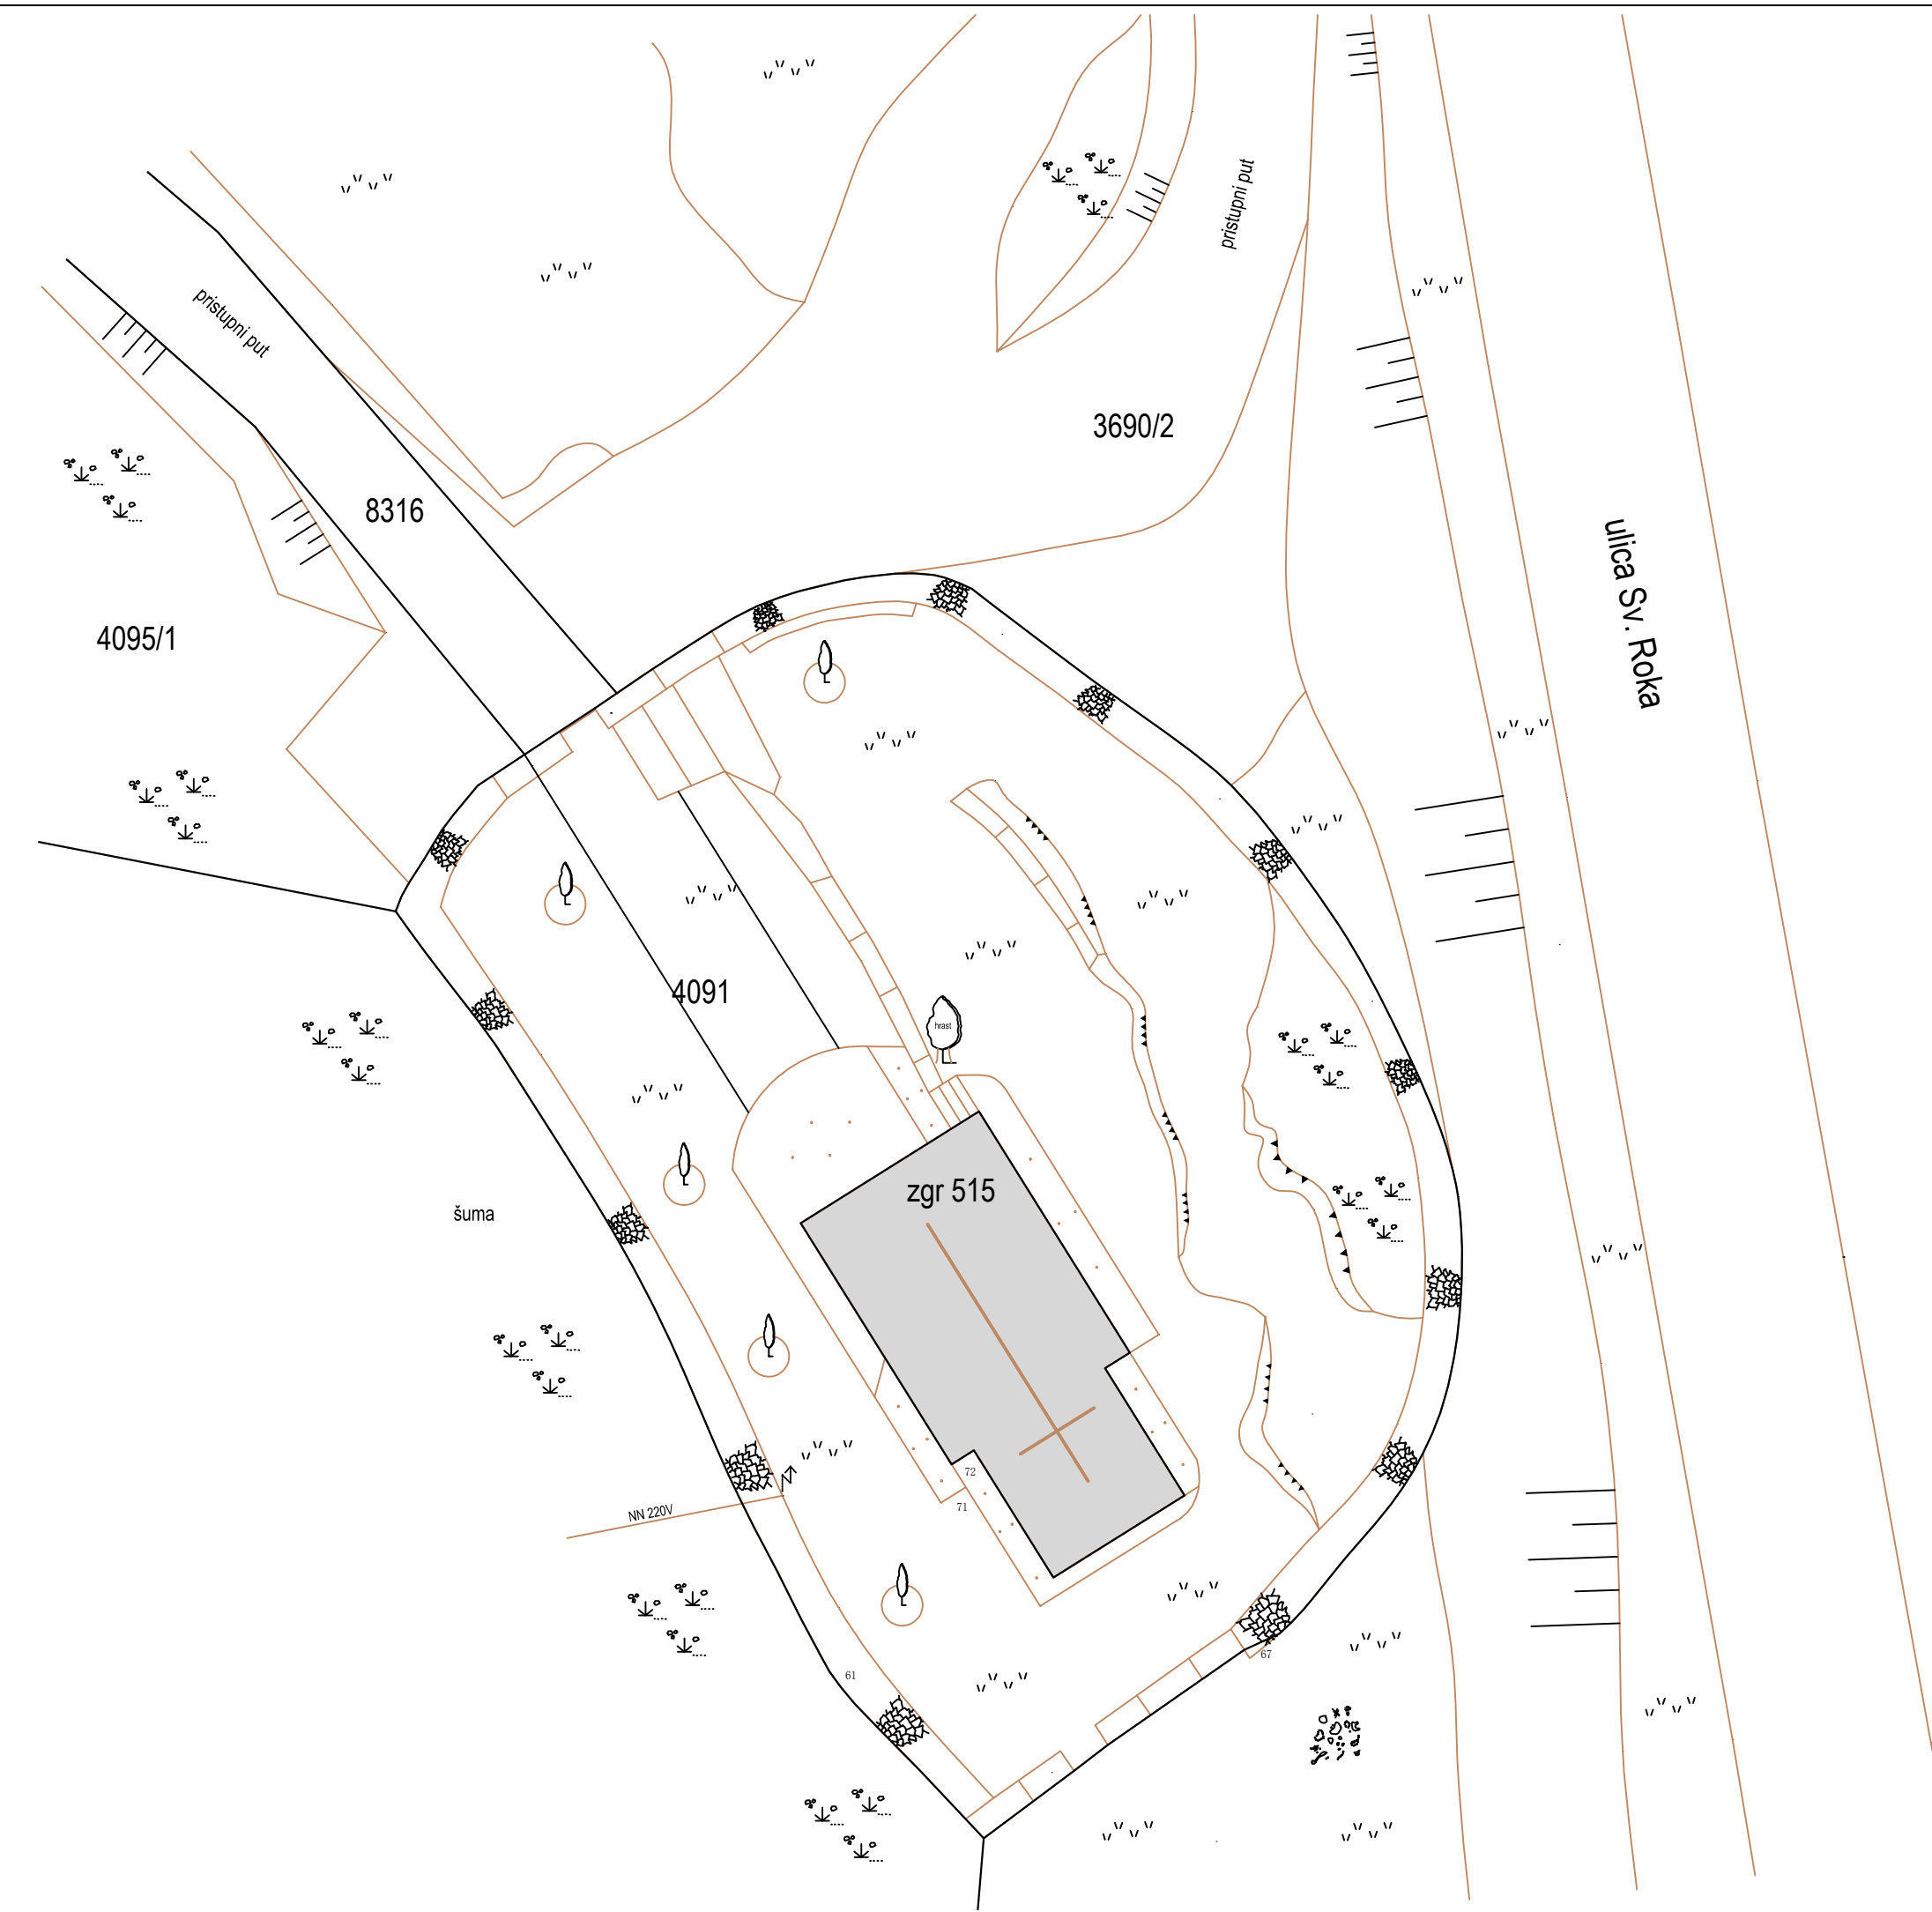 pristupni put
pristupni put
3690/2
8316
ulica Sv. Roka
4095/1
4091
hrast
zgr 515
šuma
72
71
NN 220V
67
61